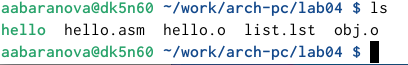 aabaranova@dk5n60 ~/work/arch-pc/lab04 $ ls
hello  hello.asm  hello.o  list.lst  obj.o
aabaranova@dk5n60 ~/work/arch-pc/lab04 $